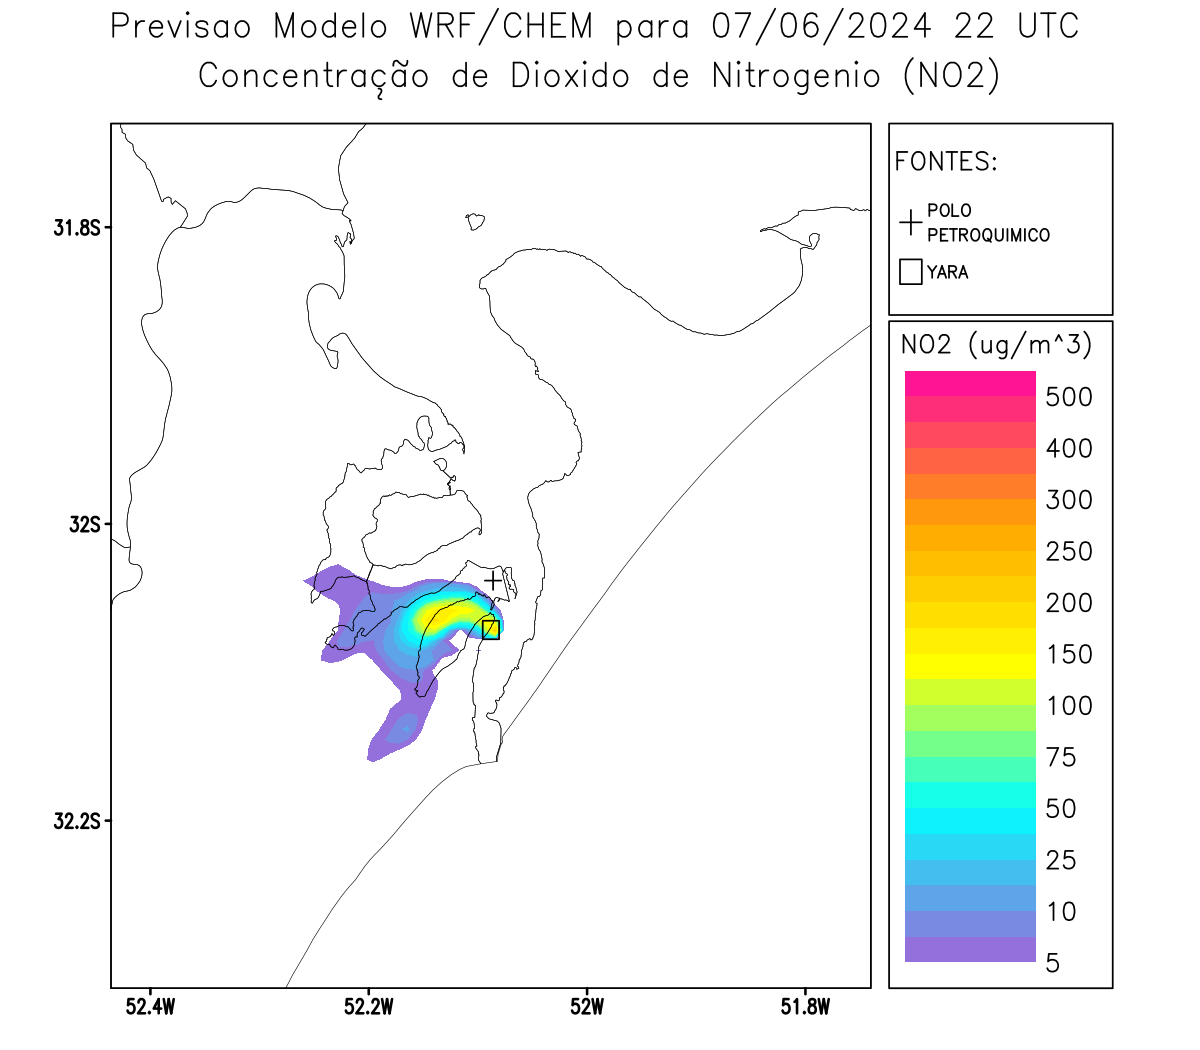 Previsao Modelo WRF/CHEM para 07/06/2024 22 UTC
Concentração de Dioxido de Nitrogenio (NO2)
FONTES:
POLO
PETROQUIMICO
YARA
NO2 (ug/m^3)
500
400
300
250
200
150
100
75
50
25
10
5
31.8S
32S
32.2S
52.4W
52.2W
52W
51.8W